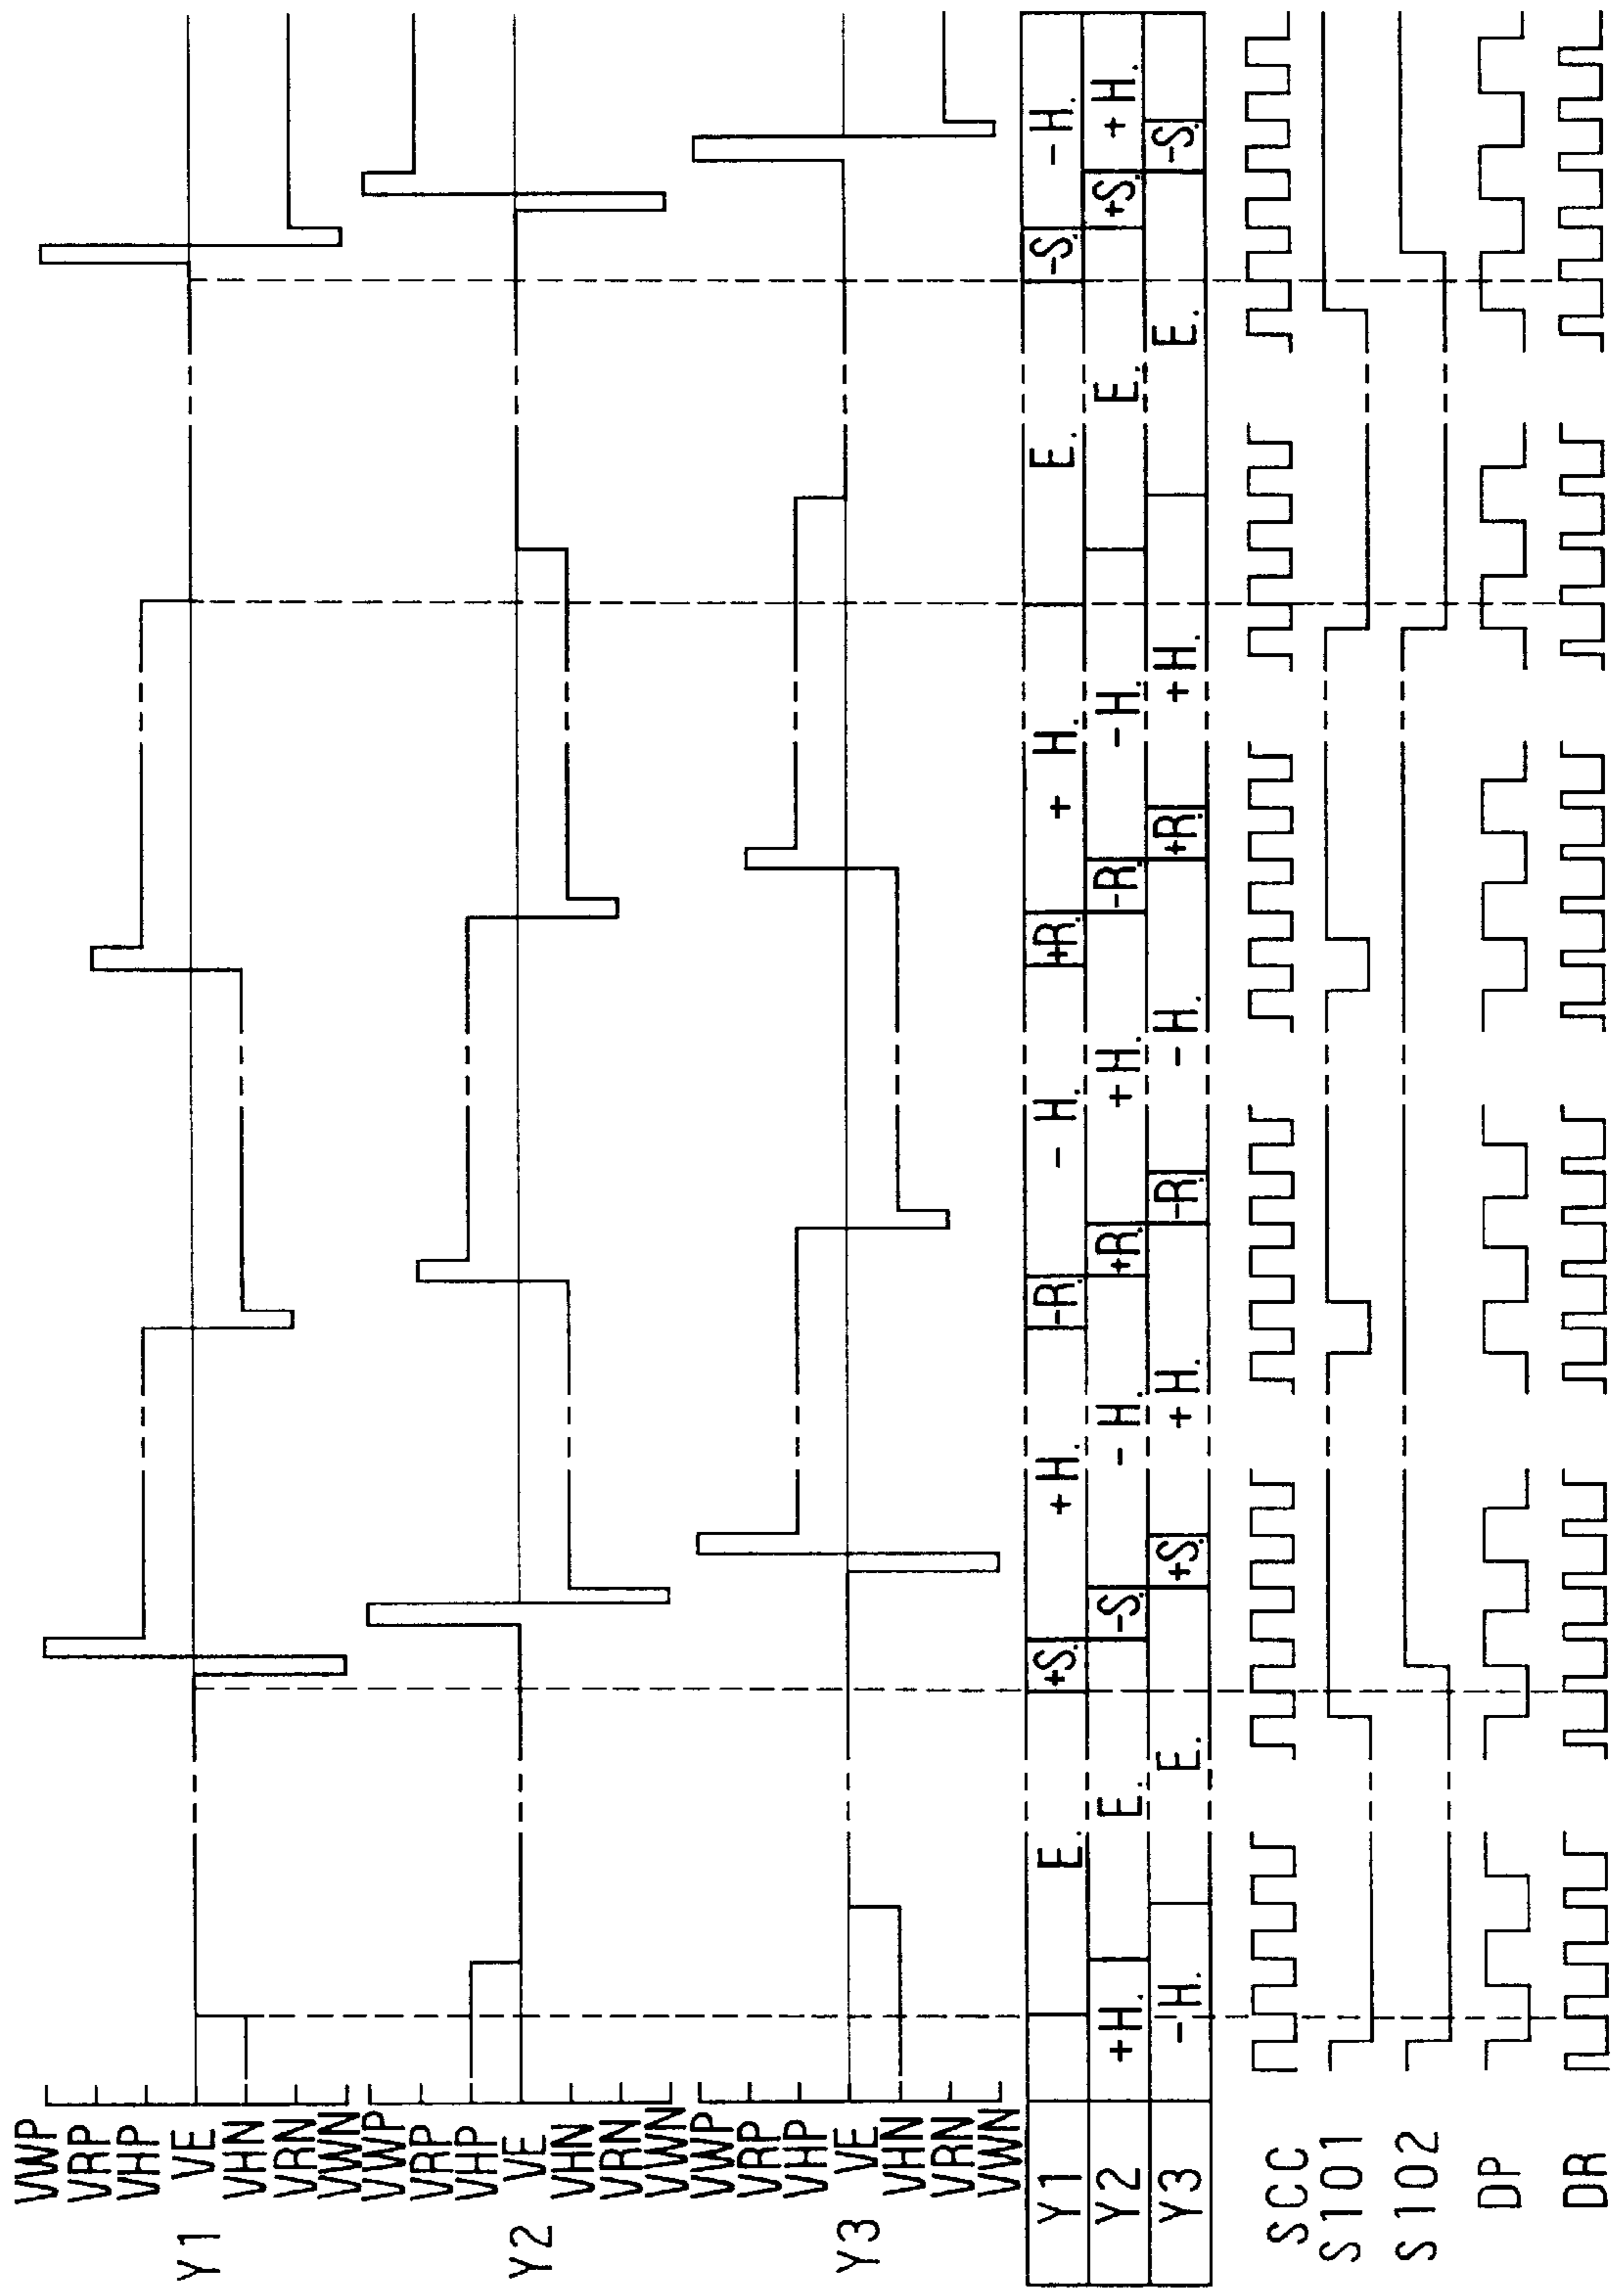 VWP
VRP
VHP
VE
VHN
VRN
VWN
Y1
VWP
VRP
VHP
VE
VHN
VRN
VWN
Y2
VWP
VRP
VHP
VE
VHN
VRN
VWN
Y3
Y1 E. +S. +H. -R. - H. +R. + H. E. -S. -H.
Y2 +H. E. -S. -H. +R. +H. -R. -H. E. +S. +H.
Y3 -H. E. +S. +H. -R. -H. +R. +H. E. -S.
SCC
S101
S102
DP
DR